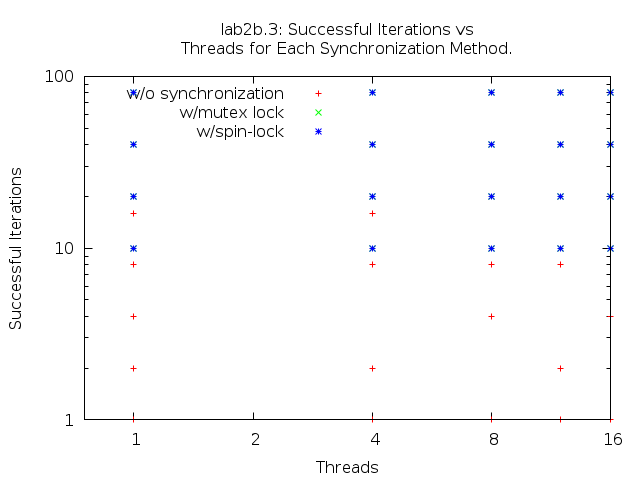 lab2b.3: Successful Iterations vs
Threads for Each Synchronization Method.
100
10
1
Successful Iterations
w/o synchronization
w/mutex lock
w/spin-lock
1
2
4
8
16
Threads